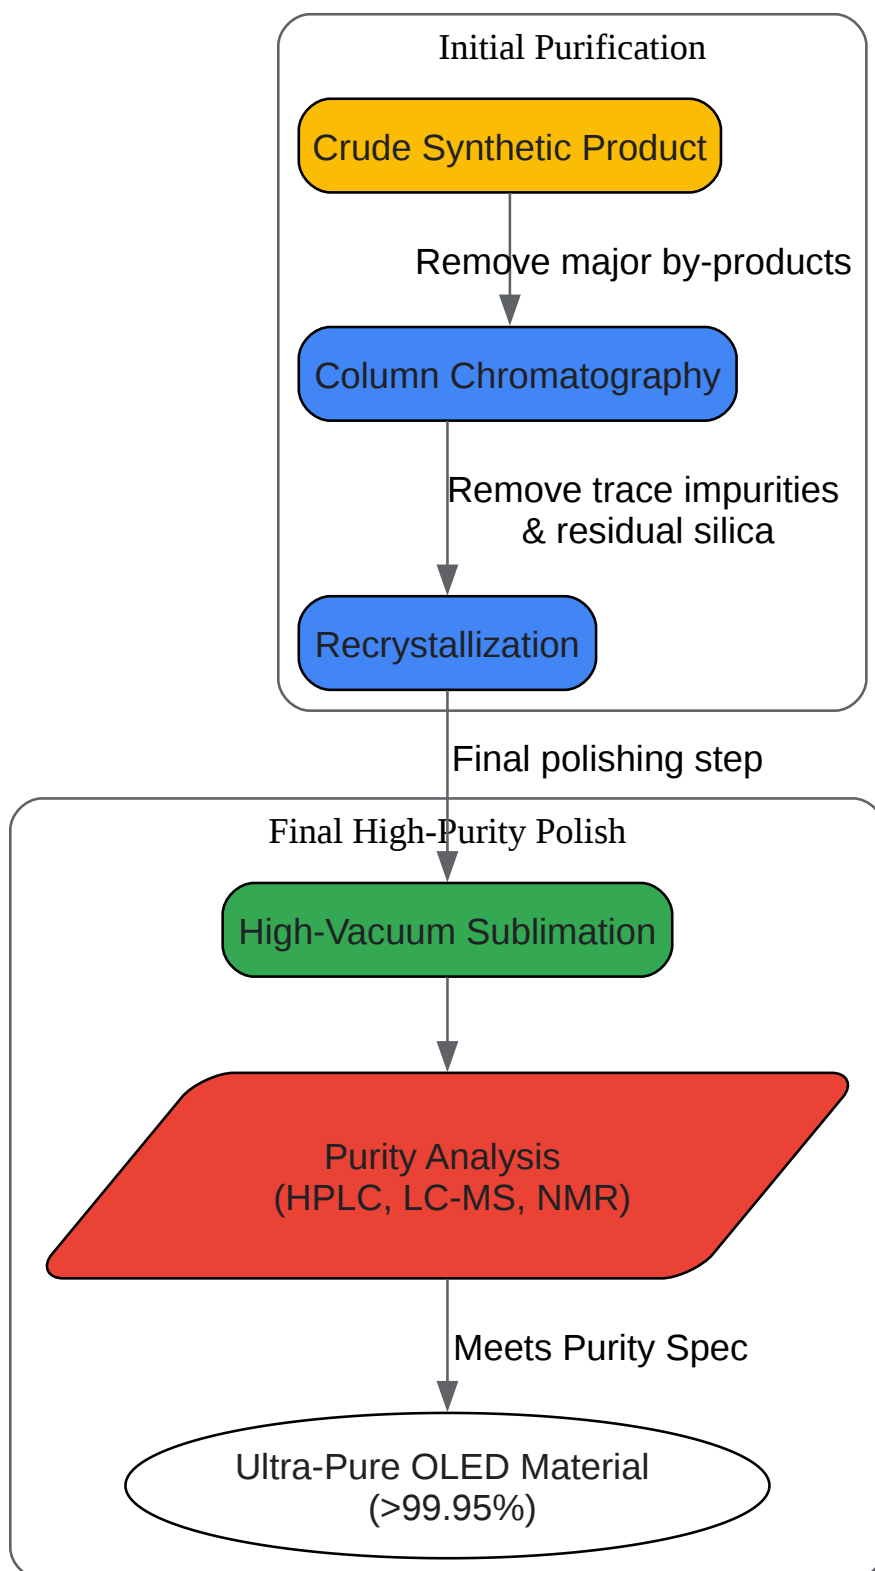 Initial Purification
Crude Synthetic Product
Remove major by-products
Column Chromatography
Remove trace impurities
& residual silica
Recrystallization
Final polishing step
Final High-Purity Polish
High-Vacuum Sublimation
Purity Analysis
(HPLC, LC-MS, NMR)
Meets Purity Spec
Ultra-Pure OLED Material
(>99.95%)